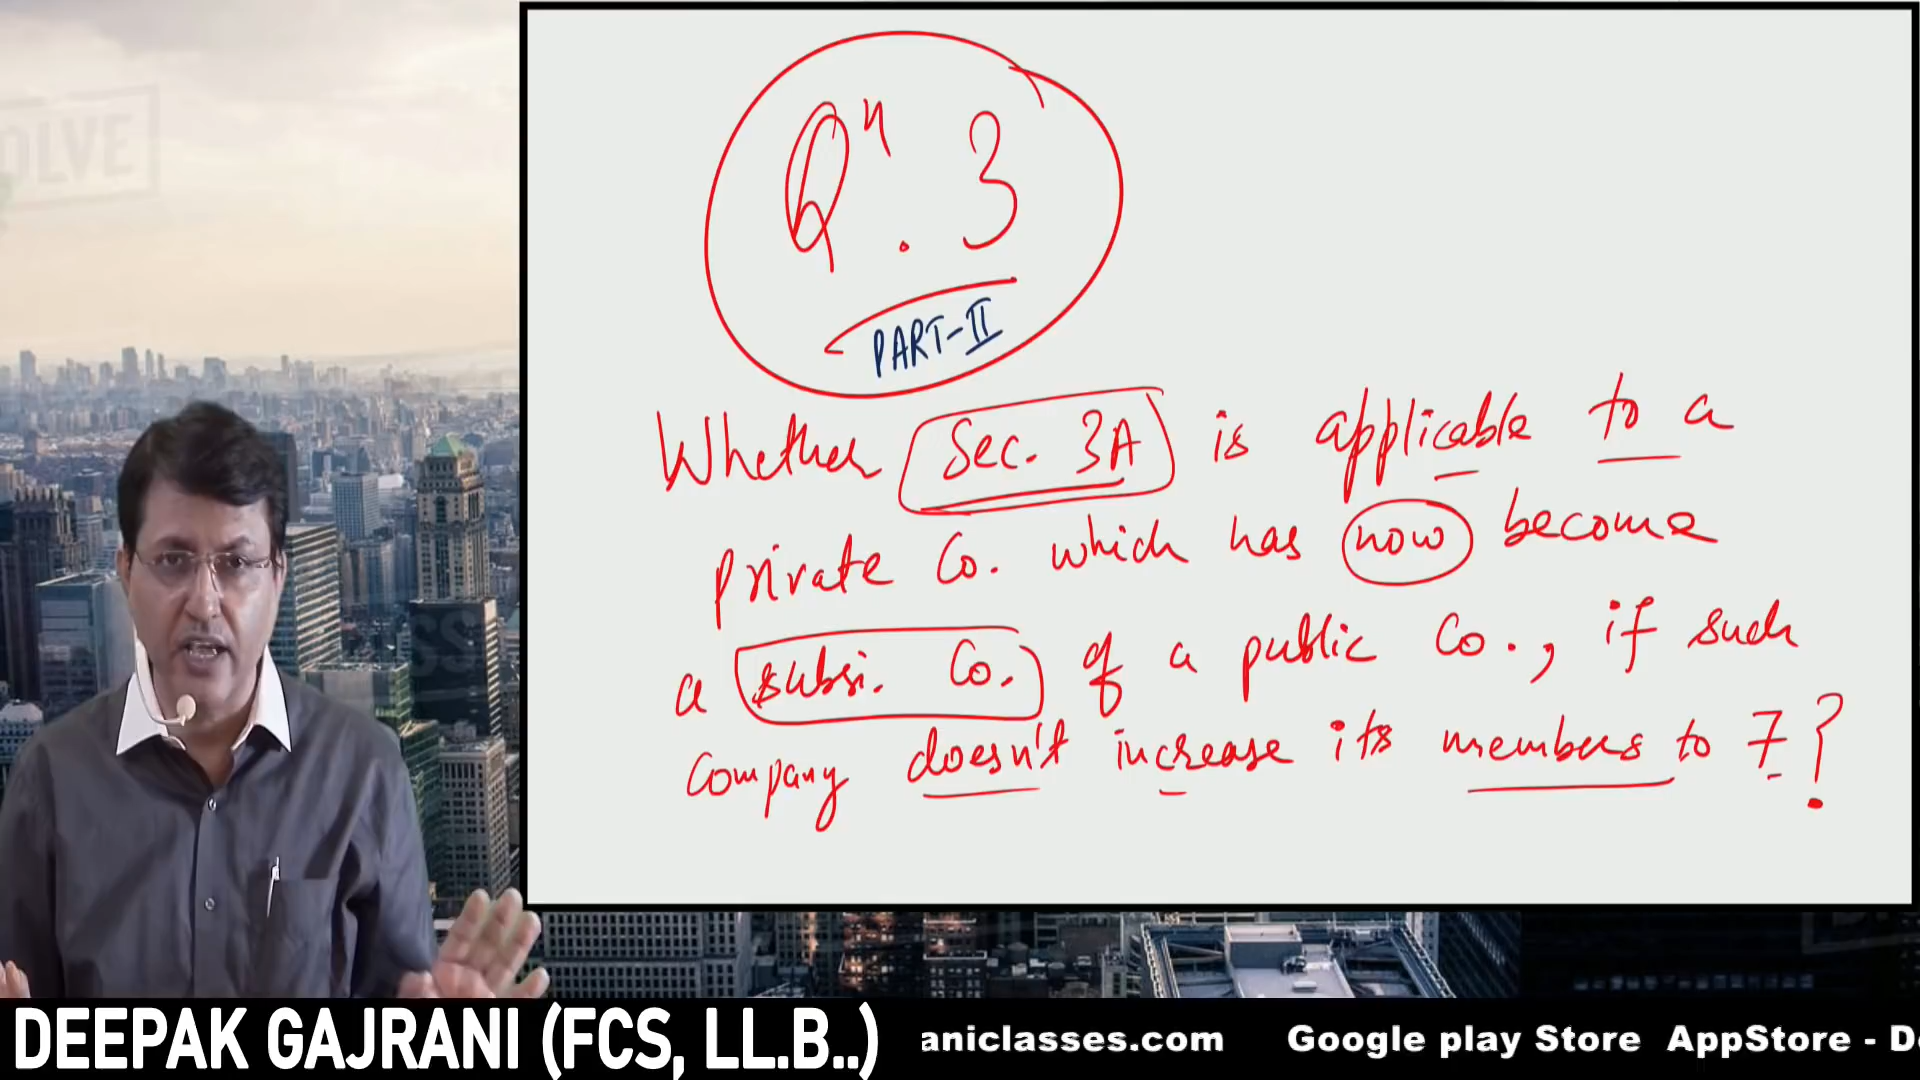 OLVE
Qn. 3
PART-II
Whether Sec. 3A is applicable to a
private Co. which has now become
a subsi. Co. of a public Co., if such
company doesn't increase its members to 7?
DEEPAK GAJRANI (FCS, LL.B..)
aniclasses.com Google play Store AppStore - D